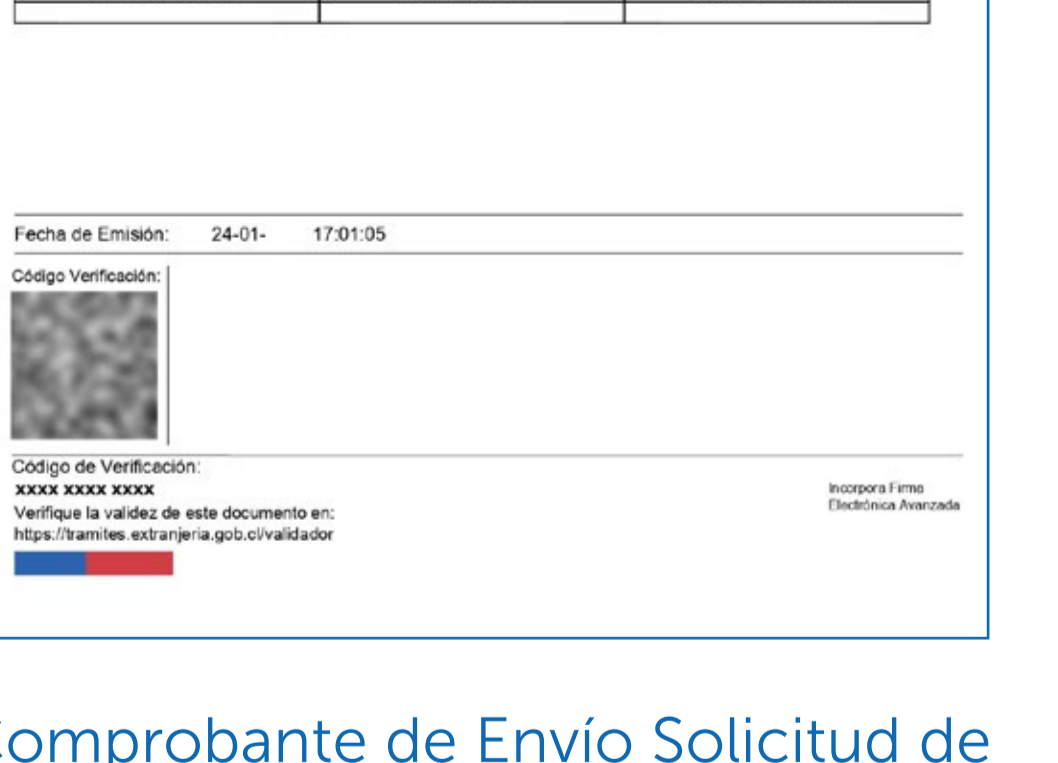 Fecha de Emisión: 24-01- 17:01:05
Código Verificación:
Código de Verificación:
XXXX XXXX XXXX
Verifique la validez de este documento en:
https://tramites.extranjeria.gob.cl/validador
Incorpora Firma
Electrónica Avanzada
Comprobante de Envío Solicitud de